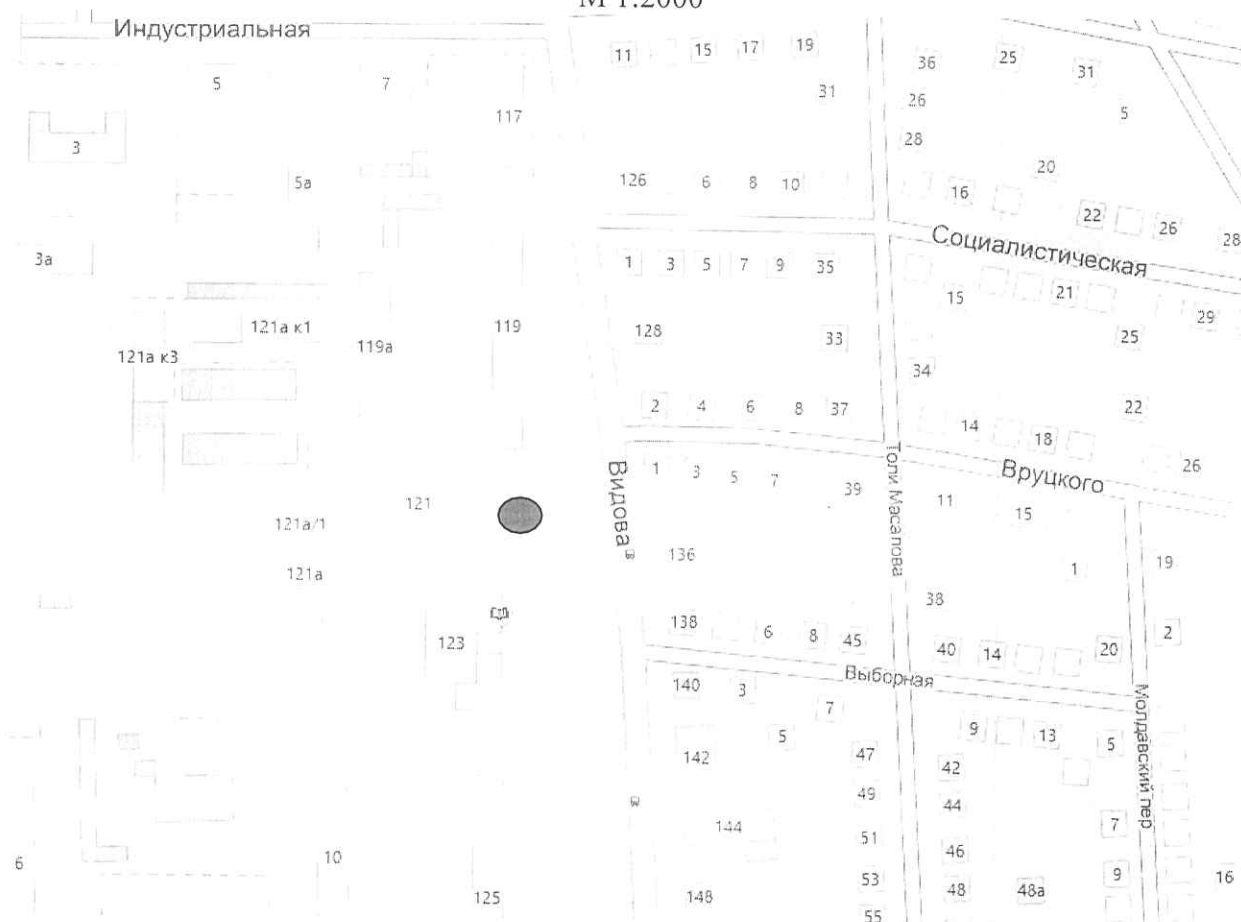 М 1:2000
Индустриальная
11 15 17 19
36 25 31
5 7
31
26 5
117
28
3
20
5а
126 6 8 10
16 22 26 28
Социалистическая
3а
1 3 5 7 9 35
15 21 29
121а к1 119 128 33 25
121а к3 119а
34
2 4 6 8 37 22
14 18
Видова
1 3 5 7
Толи Масалова
Вруцкого
26
121 39 11 15
121а/1
136 19
121а 1
38
138 6 8 45 2
123 40 14 20
Выборная
140 3
7
Молдавский пер
9 13 5
142 5 47 42
49 44
144 51 7
46
6 10 53 9 16
125 148 48 48а
55